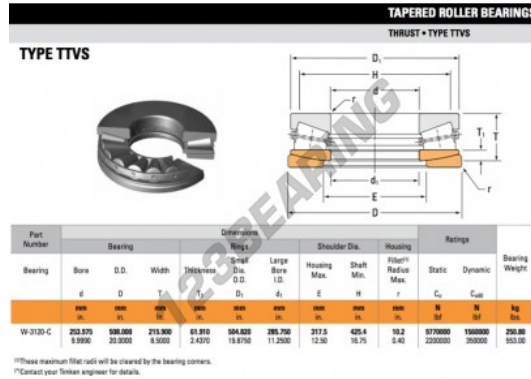 TAPERED ROLLER BEARINGS
THRUST • TYPE TTVS
TYPE TTVS
D₁
H
d
r
T₁
T
d₁
E
D
r
123BEARING
Part Number
Dimensions
Ratings
Bearing Weight
Bearing
Rings
Shoulder Dia.
Housing
Bearing
Bore
O.D.
Width
Thickness
Small Dia. O.D.
Large Bore I.D.
Housing Max.
Shaft Min.
Fillet⁽¹⁾ Radius Max.
Static
Dynamic
d D T T₁ D₁ d₁ E H r
mm mm mm mm mm mm mm mm mm N N kg
in. in. in. in. in. in. in. in. in. lbf lbf lbs.
W-3120-C 253.975 508.000 215.900 61.910 504.820 285.750 317.5 425.4 10.2 9770000 1560000 250.80
9.9990 20.0000 8.5000 2.4370 19.8750 11.2500 12.50 16.75 0.40 2200000 350000 553.00
⁽¹⁾These maximum fillet radii will be cleared by the bearing corners.
Contact your Timken engineer for details.